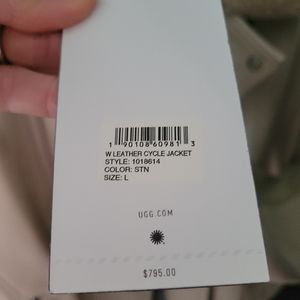 1 90108 60981 3
W LEATHER CYCLE JACKET
STYLE: 1018614
COLOR: STN
SIZE: L
UGG.COM
$795.00